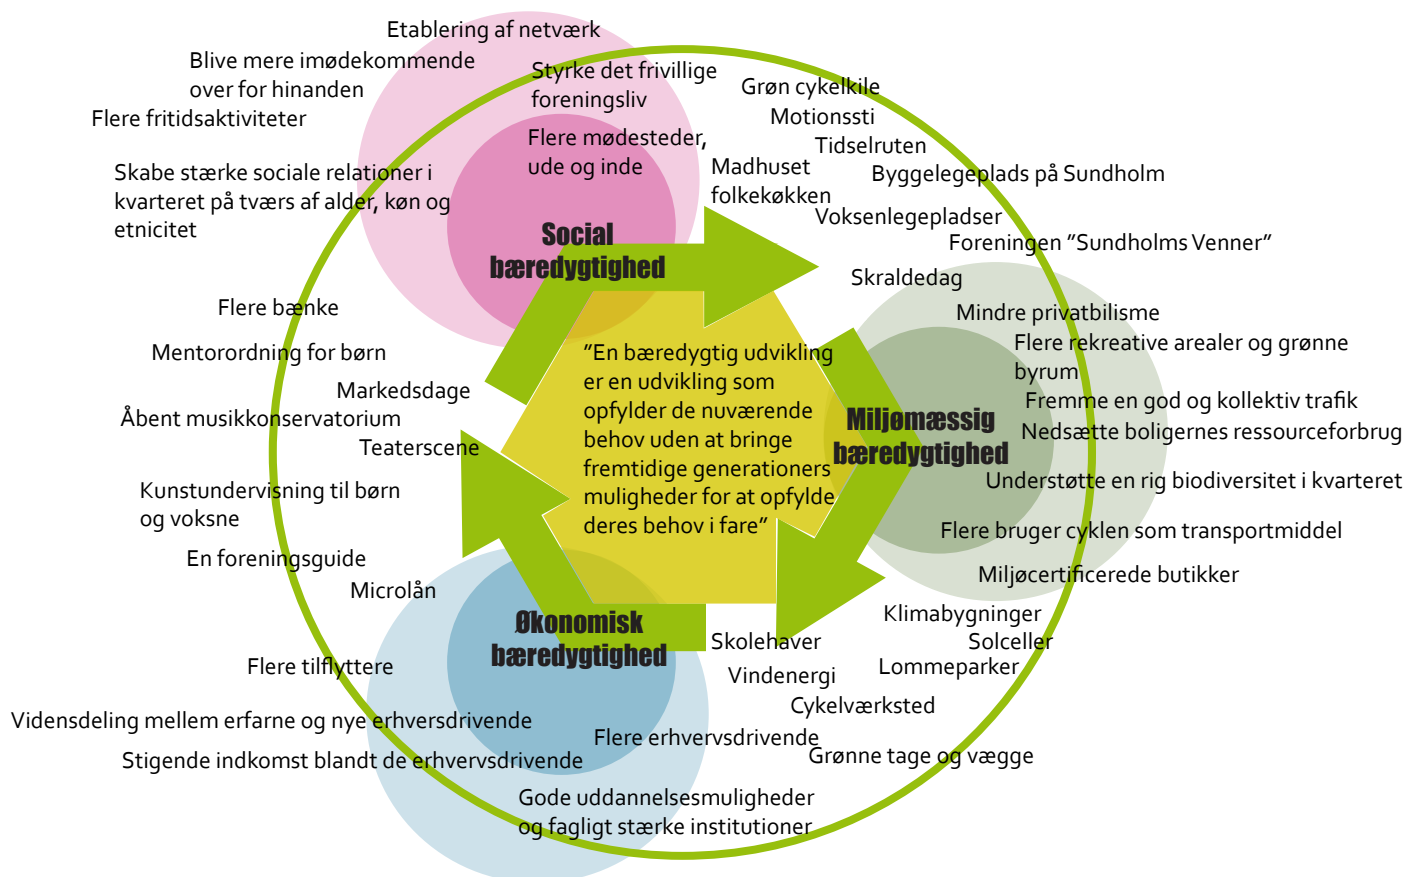 Etablering af netværk
Blive mere imødekommende
over for hinanden
Flere fritidsaktiviteter
Styrke det frivillige
foreningsliv
Flere mødesteder,
ude og inde
Skabe stærke sociale relationer i
kvarteret på tværs af alder, køn og
etnicitet
Social
bæredygtighed
Grøn cykelkile
Motionssti
Tidselruten
Madhuset
folkekøkken
Byggelegeplads på Sundholm
Voksenlegepladser
Foreningen ”Sundholms Venner”
Skraldedag
Mindre privatbilisme
Flere rekreative arealer og grønne
byrum
Fremme en god og kollektiv trafik
Nedsætte boligernes ressourceforbrug
Miljømæssig
bæredygtighed
Understøtte en rig biodiversitet i kvarteret
Flere bruger cyklen som transportmiddel
Miljøcertificerede butikker
”En bæredygtig udvikling
er en udvikling som
opfylder de nuværende
behov uden at bringe
fremtidige generationers
muligheder for at opfylde
deres behov i fare”
Flere bænke
Mentorordning for børn
Markedsdage
Åbent musikkonservatorium
Teaterscene
Kunstundervisning til børn
og voksne
En foreningsguide
Microlån
Klimabygninger
Solceller
Skolehaver
Lommeparker
Vindenergi
Cykelværksted
Grønne tage og vægge
Økonomisk
bæredygtighed
Flere tilflyttere
Vidensdeling mellem erfarne og nye erhversdrivende
Flere erhvervsdrivende
Stigende indkomst blandt de erhvervsdrivende
Gode uddannelsesmuligheder
og fagligt stærke institutioner